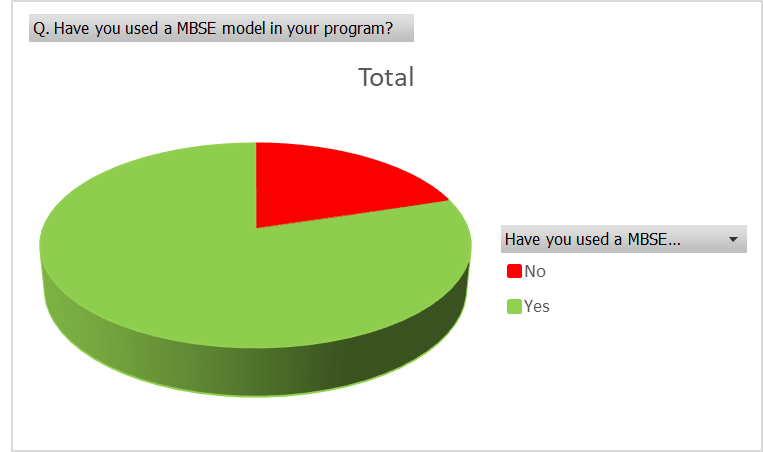 Q. Have you used a MBSE model in your program?
Total
Have you used a MBSE...
No
Yes